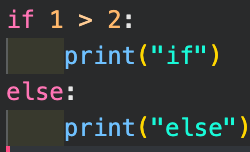 if 1 > 2:
    print("if")
else:
    print("else")